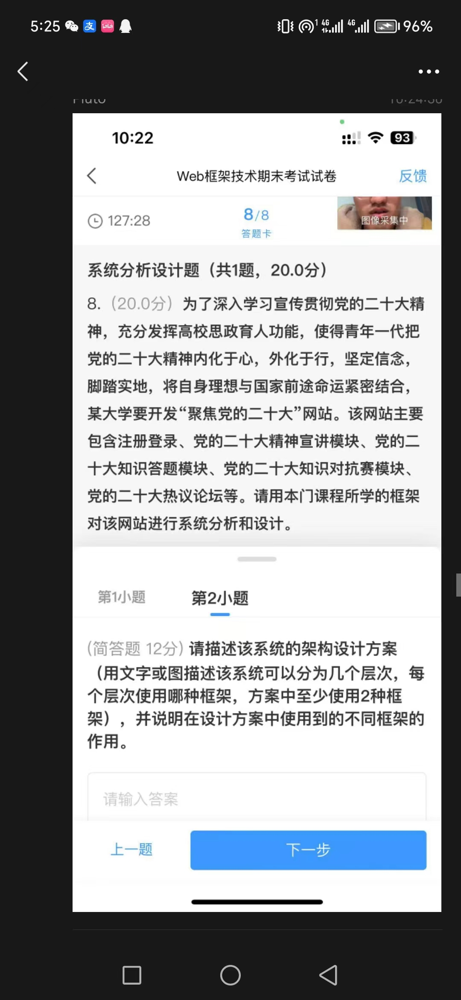 5:25
支
1
4G
4G
96%
10:22
93
Web框架技术期末考试试卷
反馈
127:28
8/8
图像采集中
答题卡
系统分析设计题（共1题，20.0分）
8.（20.0分）为了深入学习宣传贯彻党的二十大精
神，充分发挥高校思政育人功能，使得青年一代把
党的二十大精神内化于心，外化于行，坚定信念，
脚踏实地，将自身理想与国家前途命运紧密结合，
某大学要开发“聚焦党的二十大”网站。该网站主要
包含注册登录、党的二十大精神宣讲模块、党的二
十大知识答题模块、党的二十大知识对抗赛模块、
党的二十大热议论坛等。请用本门课程所学的框架
对该网站进行系统分析和设计。
第1小题
第2小题
(简答题 12分) 请描述该系统的架构设计方案
（用文字或图描述该系统可以分为几个层次，每
个层次使用哪种框架，方案中至少使用2种框
架），并说明在设计方案中使用到的不同框架的
作用。
请输入答案
上一题
下一步